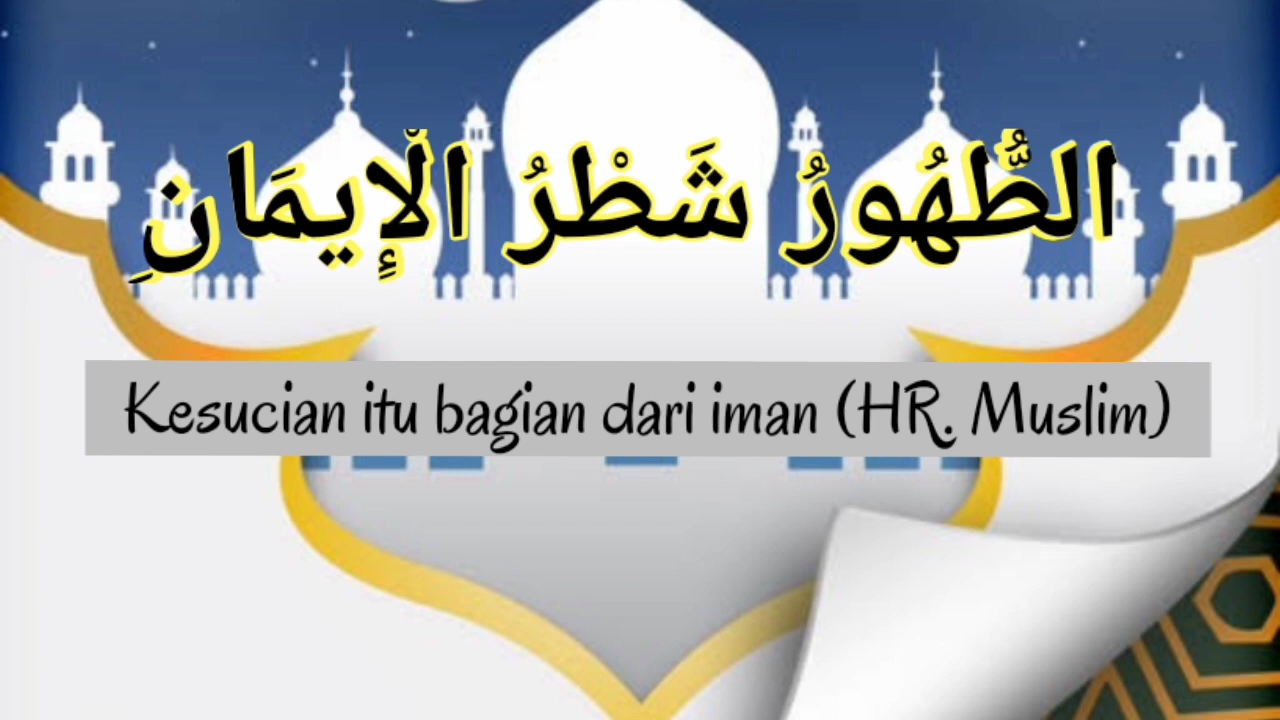 الطُّهُورُ شَطْرُ الْإِيمَانِ
Kesucian itu bagian dari iman (HR. Muslim)